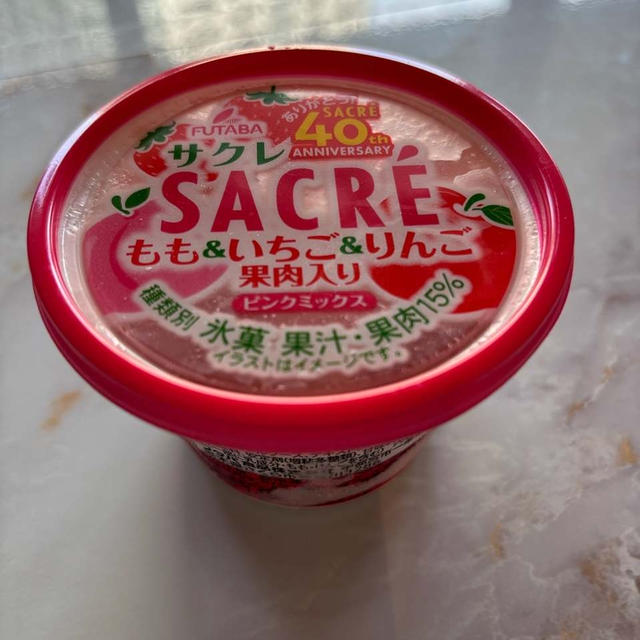 FUTABA
ありがとう!
SACRÉ
40th
ANNIVERSARY
サクレ
SACRÉ
もも&いちご&りんご
果肉入り
ピンクミックス
種類別 氷菓 果汁・果肉15%
イラストはイメージです。